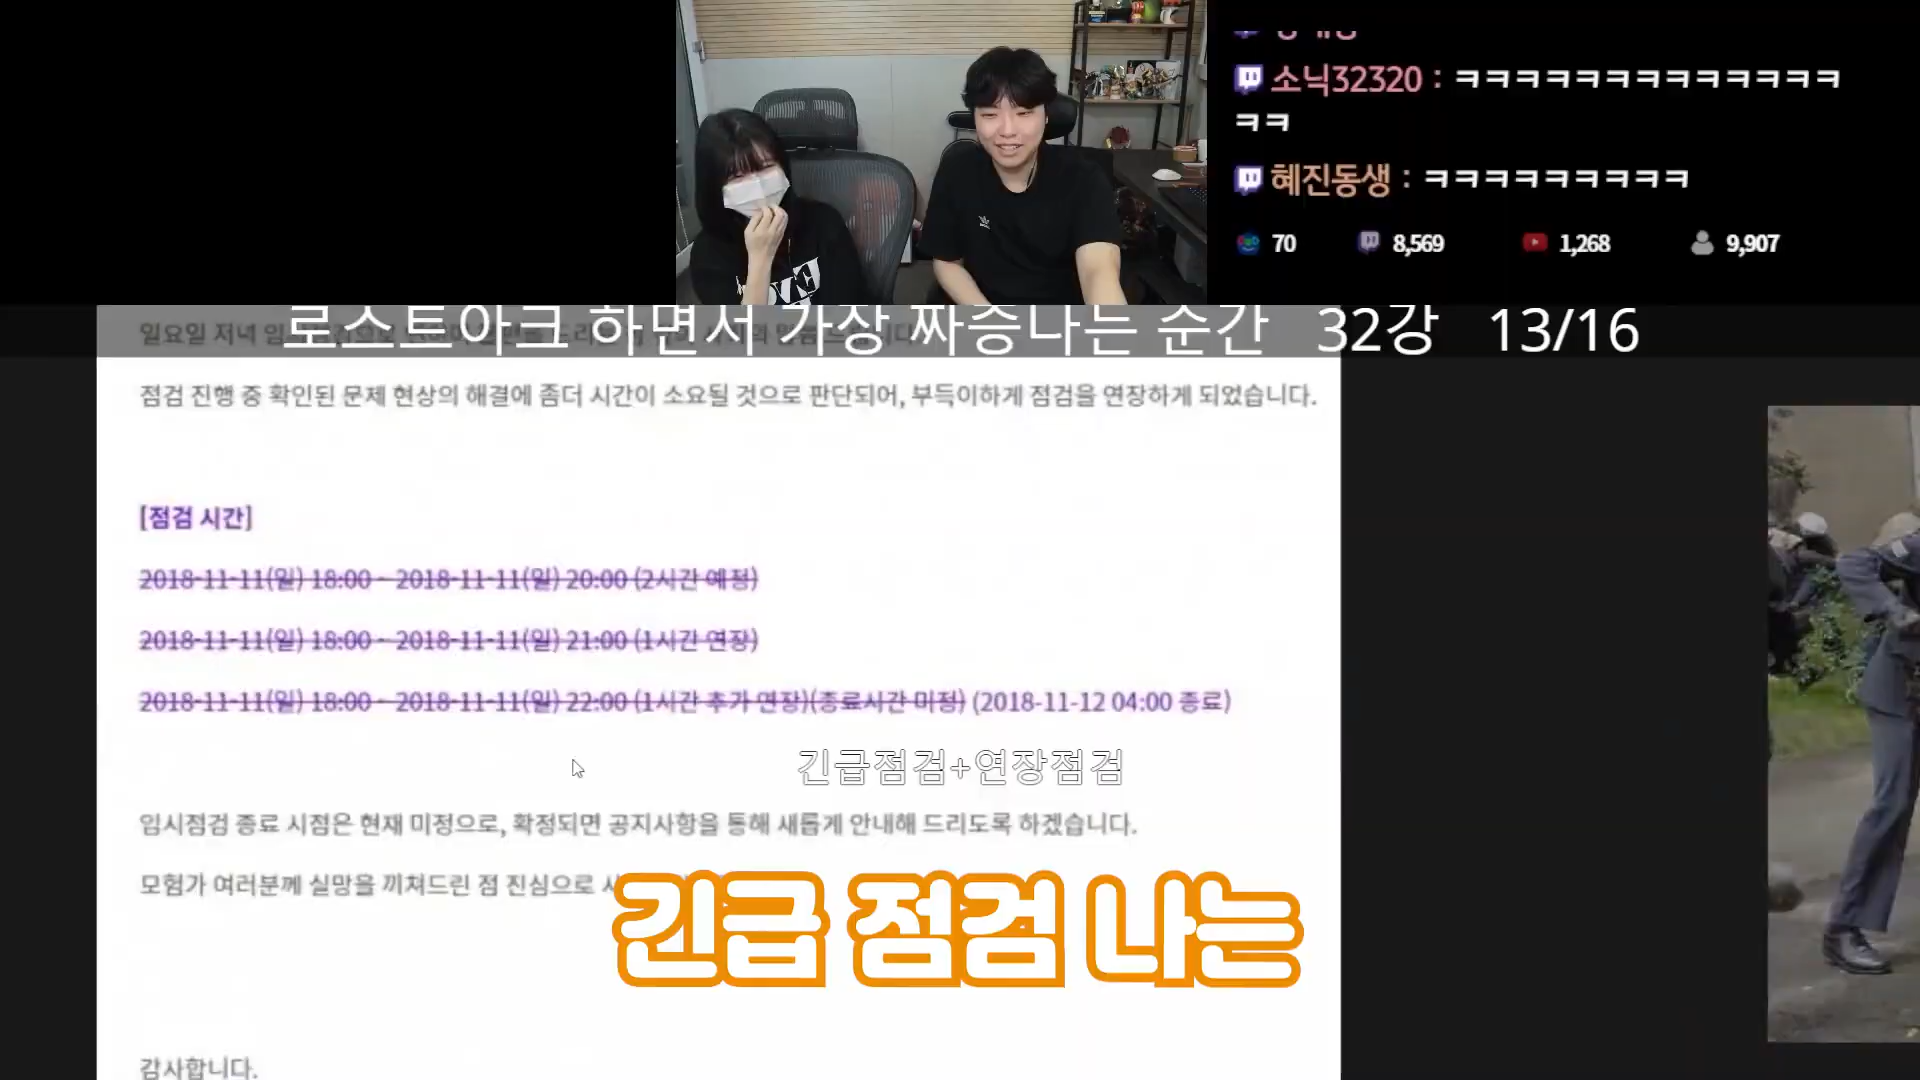 소닉32320 : ㅋㅋㅋㅋㅋㅋㅋㅋㅋㅋㅋㅋㅋ
ㅋㅋ
혜진동생 : ㅋㅋㅋㅋㅋㅋㅋㅋㅋ
70 8,569 1,268 9,907
로스트아크 하면서 가장 짜증나는 순간 32강 13/16
일요일 저녁
점검 진행 중 확인된 문제 현상의 해결에 좀더 시간이 소요될 것으로 판단되어, 부득이하게 점검을 연장하게 되었습니다.
[점검 시간]
2018-11-11(일) 18:00 - 2018-11-11(일) 20:00 (2시간 예정)
2018-11-11(일) 18:00 - 2018-11-11(일) 21:00 (1시간 연장)
2018-11-11(일) 18:00 - 2018-11-11(일) 22:00 (1시간 추가 연장)(종료시간 미정) (2018-11-12 04:00 종료)
긴급점검+연장점검
임시점검 종료 시점은 현재 미정으로, 확정되면 공지사항을 통해 새롭게 안내해 드리도록 하겠습니다.
모험가 여러분께 실망을 끼쳐드린 점 진심으로
긴급 점검 나는
감사합니다.